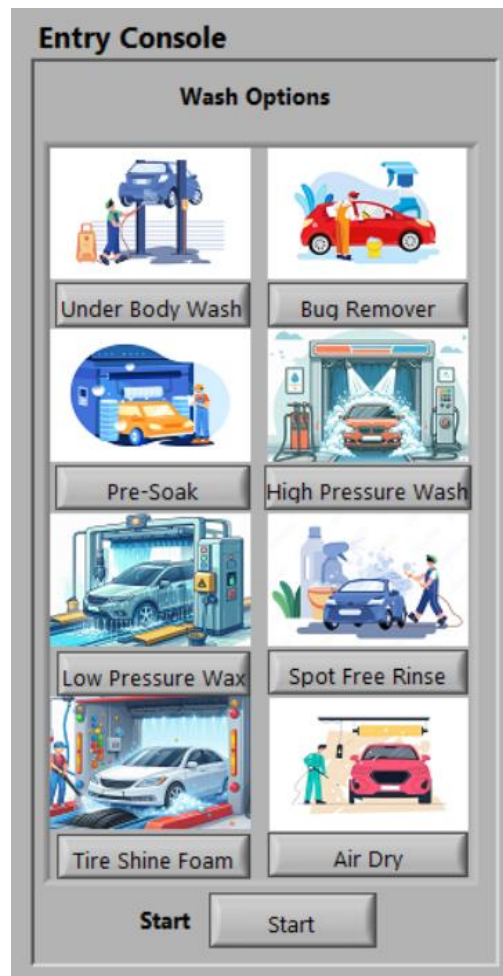 Entry Console
Wash Options
Under Body Wash
Bug Remover
Pre-Soak
High Pressure Wash
Low Pressure Wax
Spot Free Rinse
Tire Shine Foam
Air Dry
Start
Start